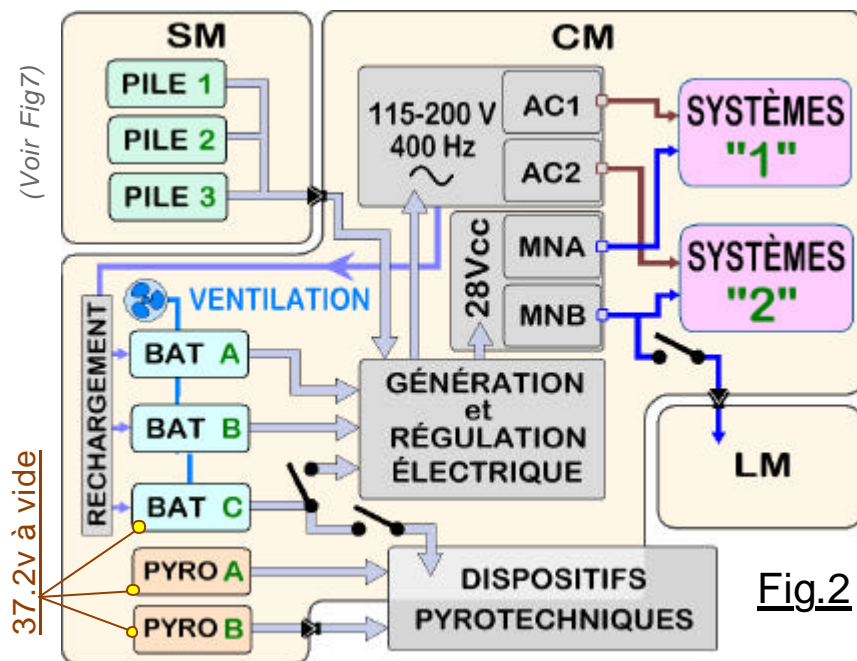 SM
CM
(Voir Fig7)
PILE 1
PILE 2
PILE 3
115-200 V
400 Hz
AC1
AC2
SYSTÈMES
"1"
28Vcc
MNA
MNB
SYSTÈMES
"2"
VENTILATION
RECHARGEMENT
BAT A
BAT B
BAT C
GÉNÉRATION
et
RÉGULATION
ÉLECTRIQUE
LM
37.2v à vide
PYRO A
PYRO B
DISPOSITIFS
PYROTECHNIQUES
Fig.2